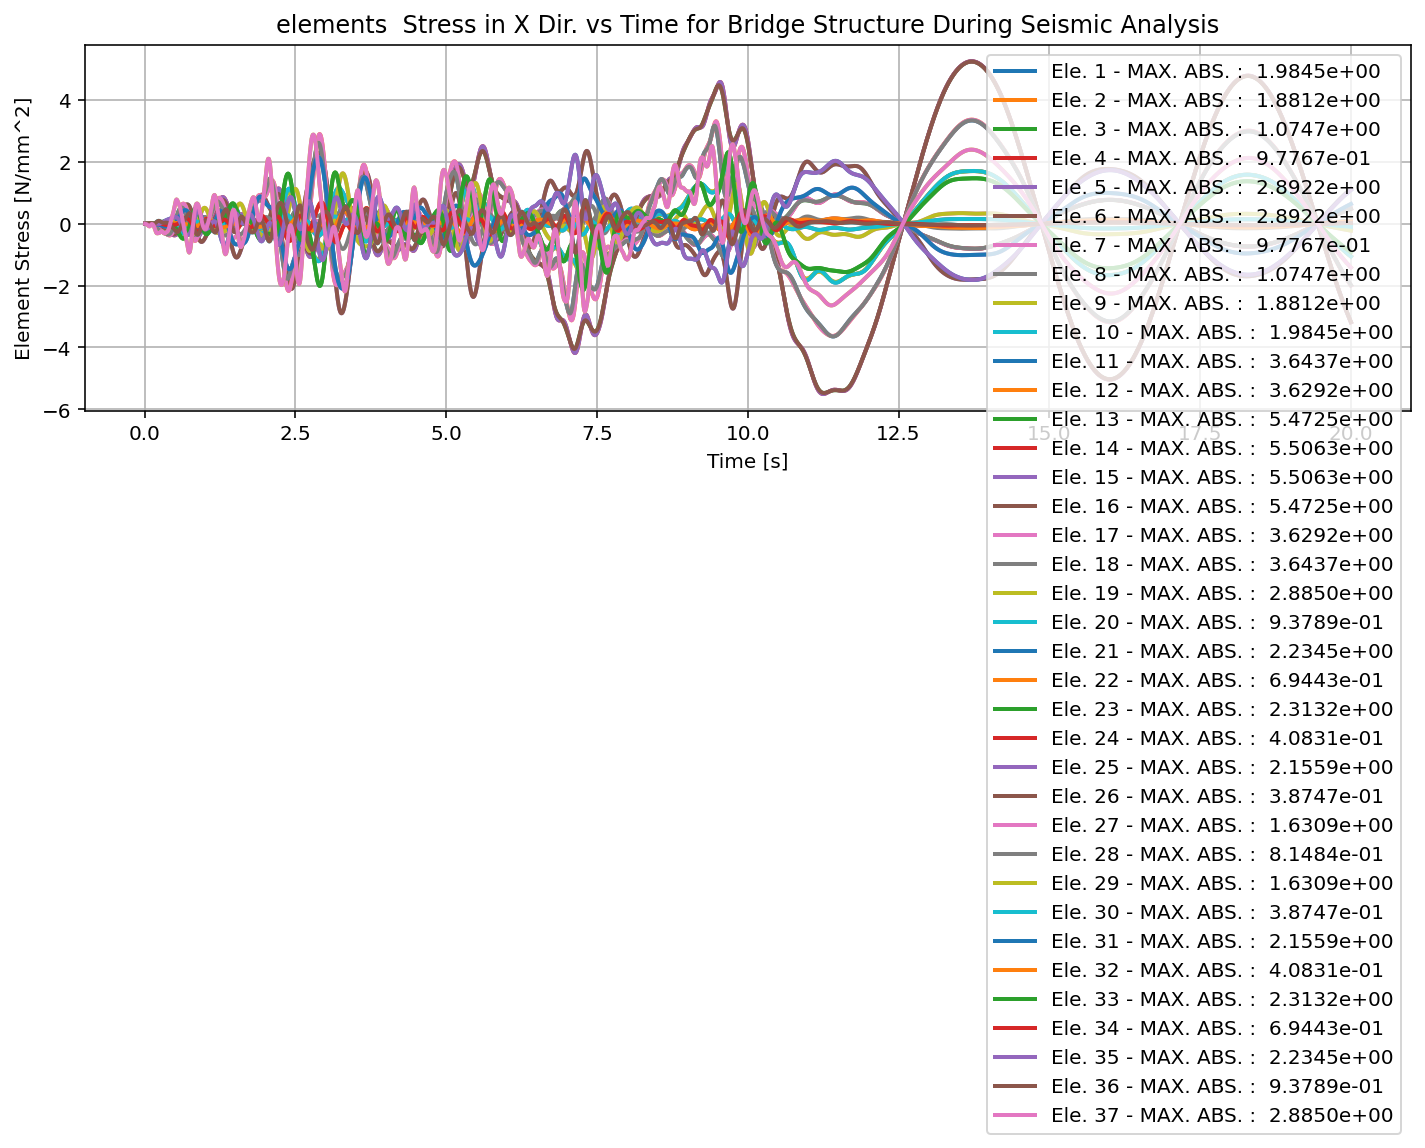 elements  Stress in X Dir. vs Time for Bridge Structure During Seismic Analysis
Element Stress [N/mm^2]
4
2
0
−2
−4
−6
0.0 2.5 5.0 7.5 10.0 12.5 15.0 17.5 20.0
Time [s]
Ele. 1 - MAX. ABS. :  1.9845e+00
Ele. 2 - MAX. ABS. :  1.8812e+00
Ele. 3 - MAX. ABS. :  1.0747e+00
Ele. 4 - MAX. ABS. :  9.7767e-01
Ele. 5 - MAX. ABS. :  2.8922e+00
Ele. 6 - MAX. ABS. :  2.8922e+00
Ele. 7 - MAX. ABS. :  9.7767e-01
Ele. 8 - MAX. ABS. :  1.0747e+00
Ele. 9 - MAX. ABS. :  1.8812e+00
Ele. 10 - MAX. ABS. :  1.9845e+00
Ele. 11 - MAX. ABS. :  3.6437e+00
Ele. 12 - MAX. ABS. :  3.6292e+00
Ele. 13 - MAX. ABS. :  5.4725e+00
Ele. 14 - MAX. ABS. :  5.5063e+00
Ele. 15 - MAX. ABS. :  5.5063e+00
Ele. 16 - MAX. ABS. :  5.4725e+00
Ele. 17 - MAX. ABS. :  3.6292e+00
Ele. 18 - MAX. ABS. :  3.6437e+00
Ele. 19 - MAX. ABS. :  2.8850e+00
Ele. 20 - MAX. ABS. :  9.3789e-01
Ele. 21 - MAX. ABS. :  2.2345e+00
Ele. 22 - MAX. ABS. :  6.9443e-01
Ele. 23 - MAX. ABS. :  2.3132e+00
Ele. 24 - MAX. ABS. :  4.0831e-01
Ele. 25 - MAX. ABS. :  2.1559e+00
Ele. 26 - MAX. ABS. :  3.8747e-01
Ele. 27 - MAX. ABS. :  1.6309e+00
Ele. 28 - MAX. ABS. :  8.1484e-01
Ele. 29 - MAX. ABS. :  1.6309e+00
Ele. 30 - MAX. ABS. :  3.8747e-01
Ele. 31 - MAX. ABS. :  2.1559e+00
Ele. 32 - MAX. ABS. :  4.0831e-01
Ele. 33 - MAX. ABS. :  2.3132e+00
Ele. 34 - MAX. ABS. :  6.9443e-01
Ele. 35 - MAX. ABS. :  2.2345e+00
Ele. 36 - MAX. ABS. :  9.3789e-01
Ele. 37 - MAX. ABS. :  2.8850e+00